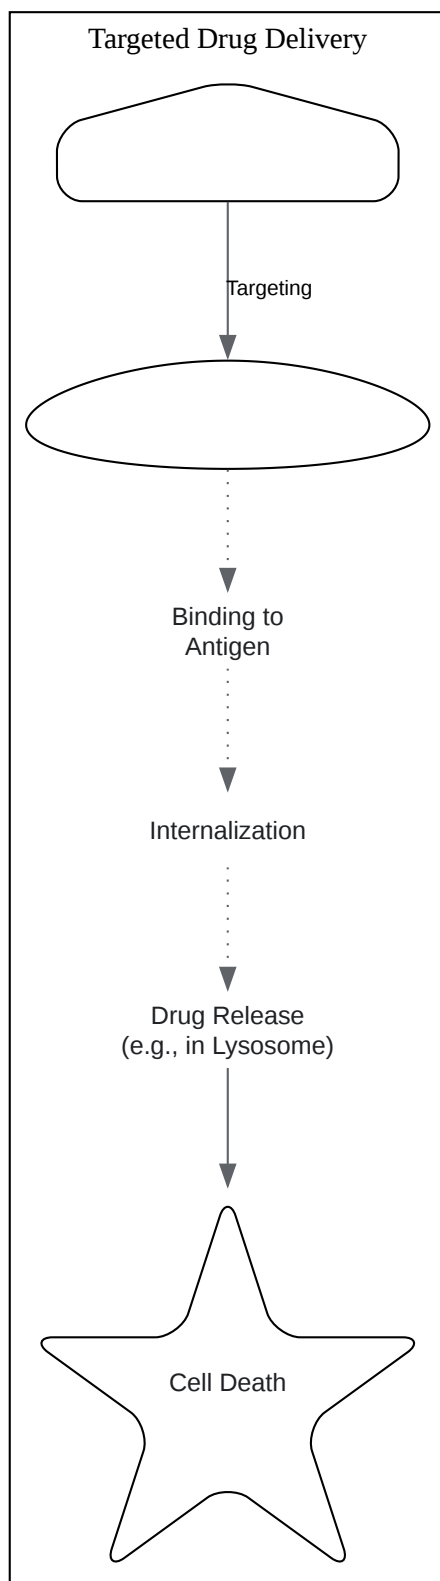 Targeted Drug Delivery
Targeting
Binding to
Antigen
Internalization
Drug Release
(e.g., in Lysosome)
Cell Death